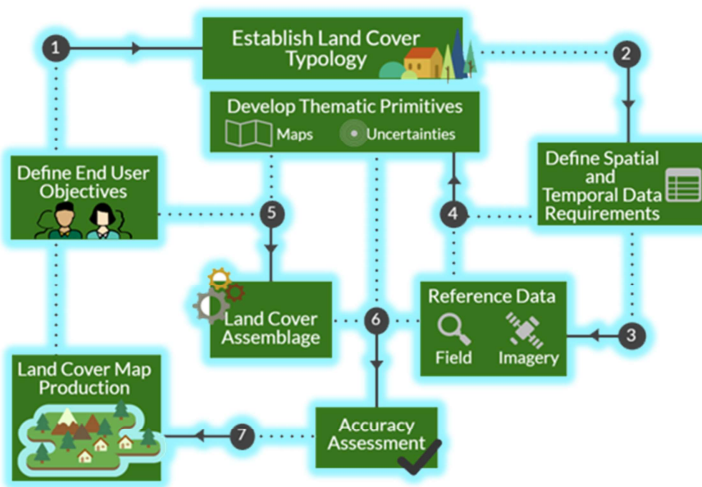 1
Establish Land Cover
Typology
2
Develop Thematic Primitives
Maps
Uncertainties
Define End User
Objectives
5
4
Define Spatial
and
Temporal Data
Requirements
Land Cover
Assemblage
6
Reference Data
Field
Imagery
3
Land Cover Map
Production
7
Accuracy
Assessment